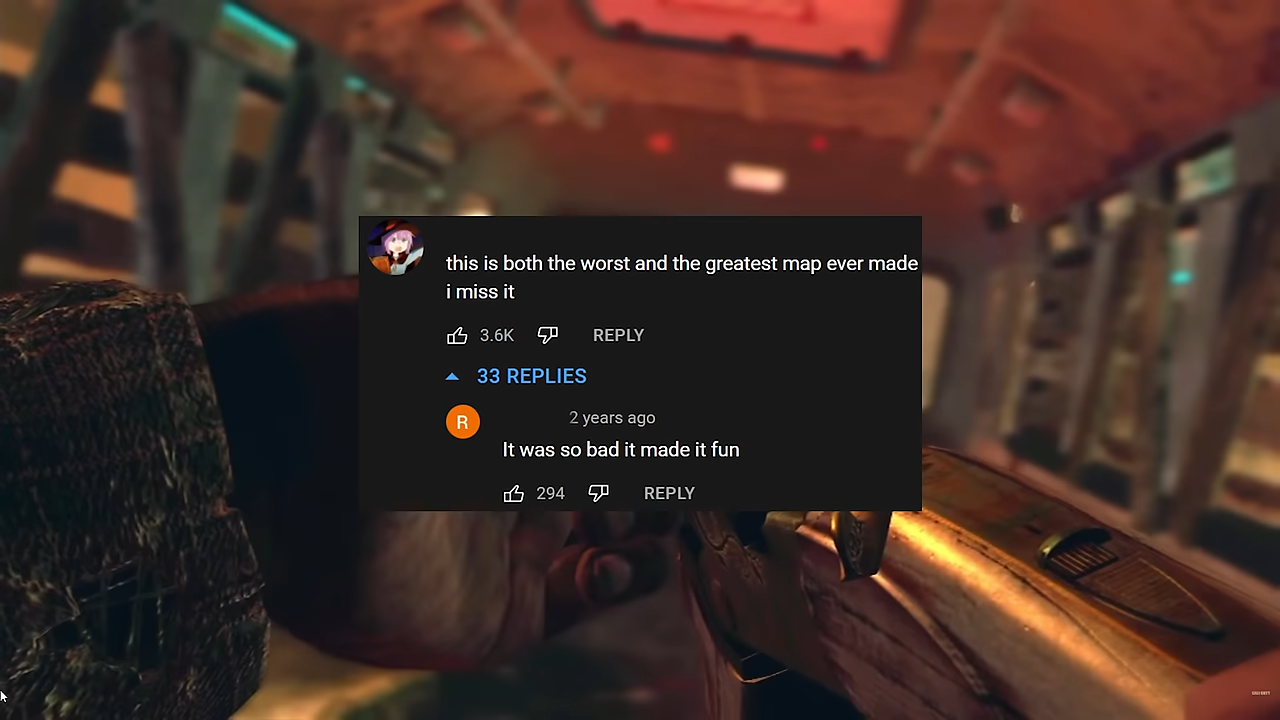 this is both the worst and the greatest map ever made
i miss it
3.6K REPLY
33 REPLIES
R
2 years ago
It was so bad it made it fun
294 REPLY